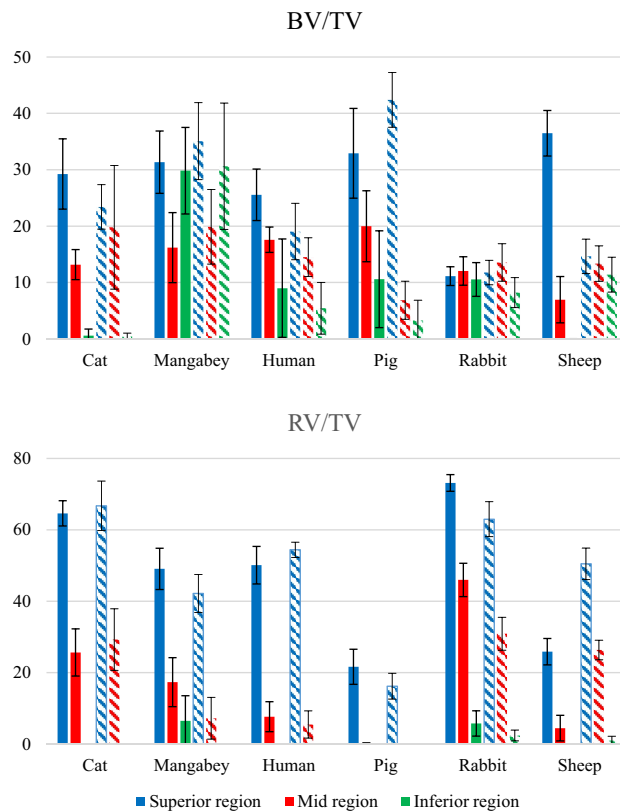 BV/TV
50
40
30
20
10
0
Cat Mangabey Human Pig Rabbit Sheep
RV/TV
80
60
40
20
0
Cat Mangabey Human Pig Rabbit Sheep
Superior region Mid region Inferior region